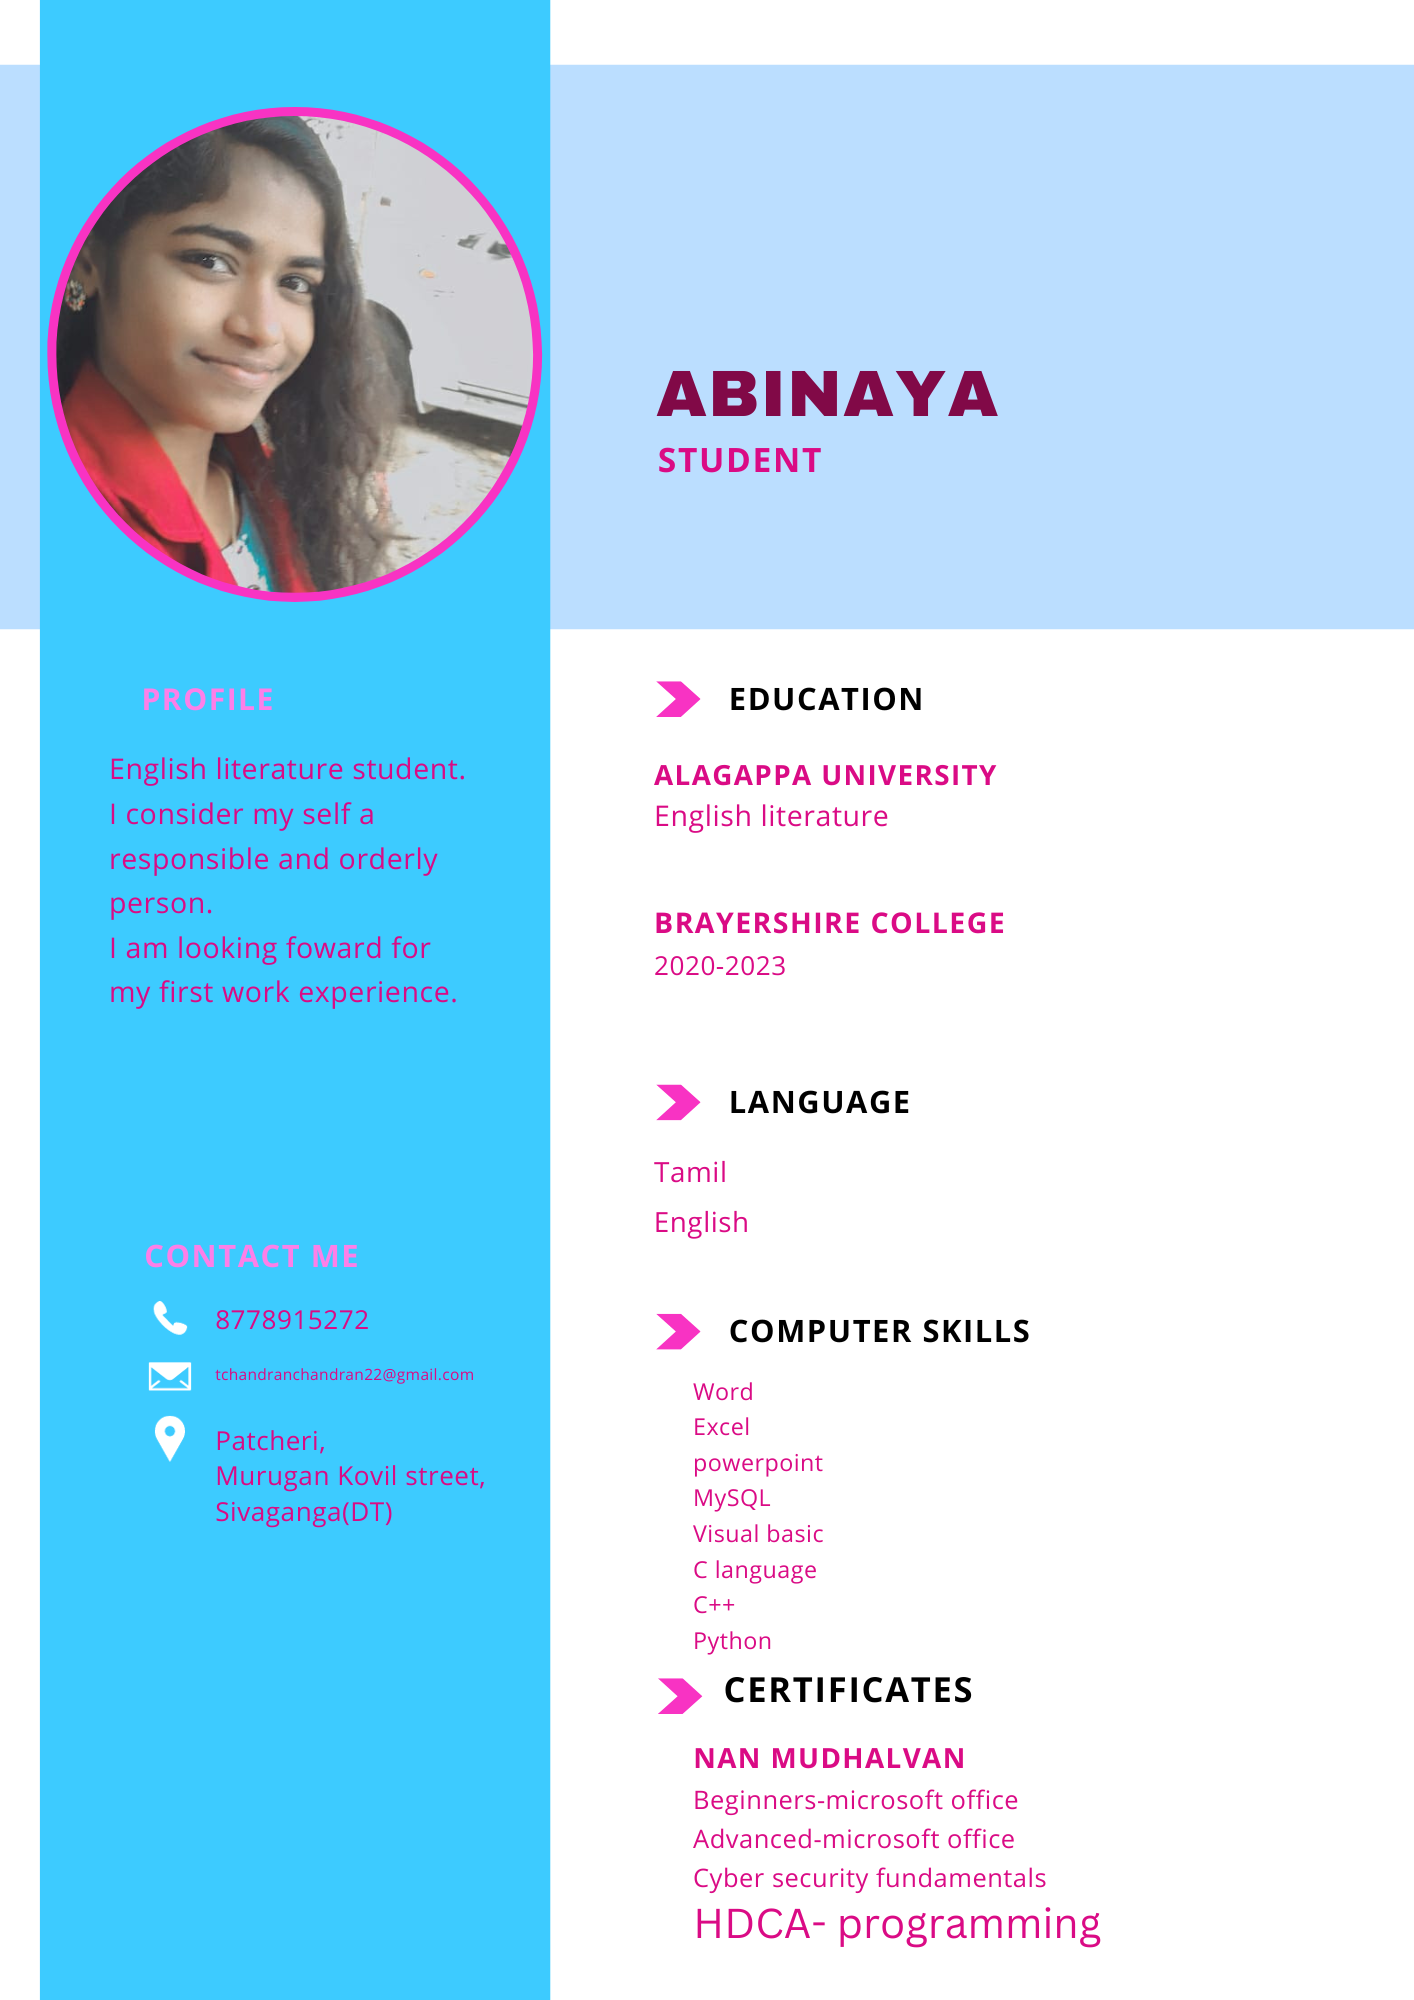 ABINAYA
STUDENT
PROFILE
English literature student.
I consider my self a
responsible and orderly
person.
I am looking foward for
my first work experience.
CONTACT ME
8778915272
tchandranchandran22@gmail.com
Patcheri,
Murugan Kovil street,
Sivaganga(DT)
EDUCATION
ALAGAPPA UNIVERSITY
English literature
BRAYERSHIRE COLLEGE
2020-2023
LANGUAGE
Tamil
English
COMPUTER SKILLS
Word
Excel
powerpoint
MySQL
Visual basic
C language
C++
Python
CERTIFICATES
NAN MUDHALVAN
Beginners-microsoft office
Advanced-microsoft office
Cyber security fundamentals
HDCA- programming